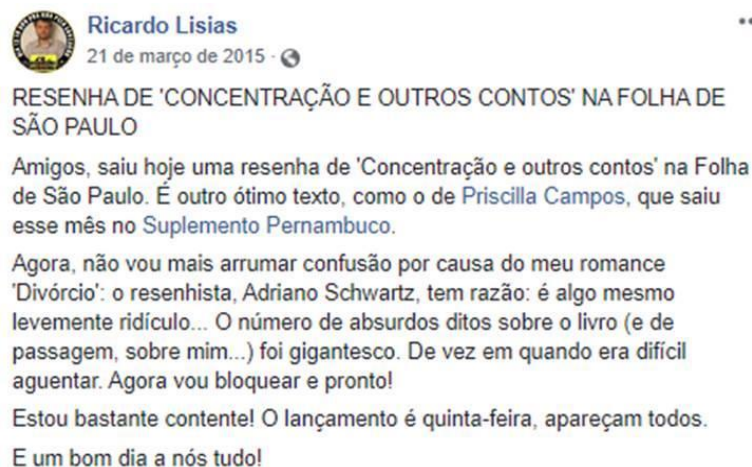 Ricardo Lisias
21 de março de 2015 ·
RESENHA DE 'CONCENTRAÇÃO E OUTROS CONTOS' NA FOLHA DE
SÃO PAULO
Amigos, saiu hoje uma resenha de 'Concentração e outros contos' na Folha
de São Paulo. É outro ótimo texto, como o de Priscilla Campos, que saiu
esse mês no Suplemento Pernambuco.
Agora, não vou mais arrumar confusão por causa do meu romance
'Divórcio': o resenhista, Adriano Schwartz, tem razão: é algo mesmo
levemente ridículo... O número de absurdos ditos sobre o livro (e de
passagem, sobre mim...) foi gigantesco. De vez em quando era difícil
aguentar. Agora vou bloquear e pronto!
Estou bastante contente! O lançamento é quinta-feira, apareçam todos.
E um bom dia a nós tudo!